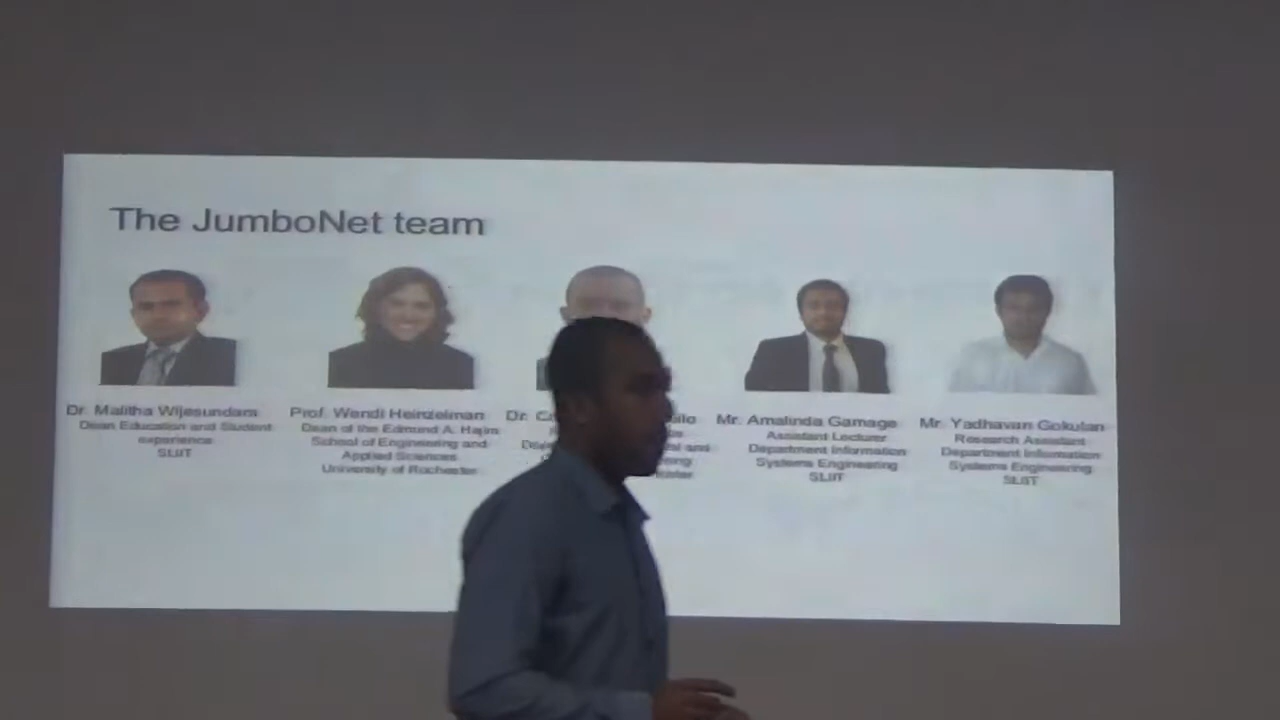 The JumboNet team
Dr. Malitha Wijesundara
Dean Education and Student
experience
SLIIT
Prof. Wendi Heinzelman
Dean of the Edmund A. Hajim
School of Engineering and
Applied Sciences
University of Rochester
Dr.
and
Mr. Amalinda Gamage
Assistant Lecturer
Department Information
Systems Engineering
SLIIT
Mr. Yadhavan Gokulan
Research Assistant
Department Information
Systems Engineering
SLIIT